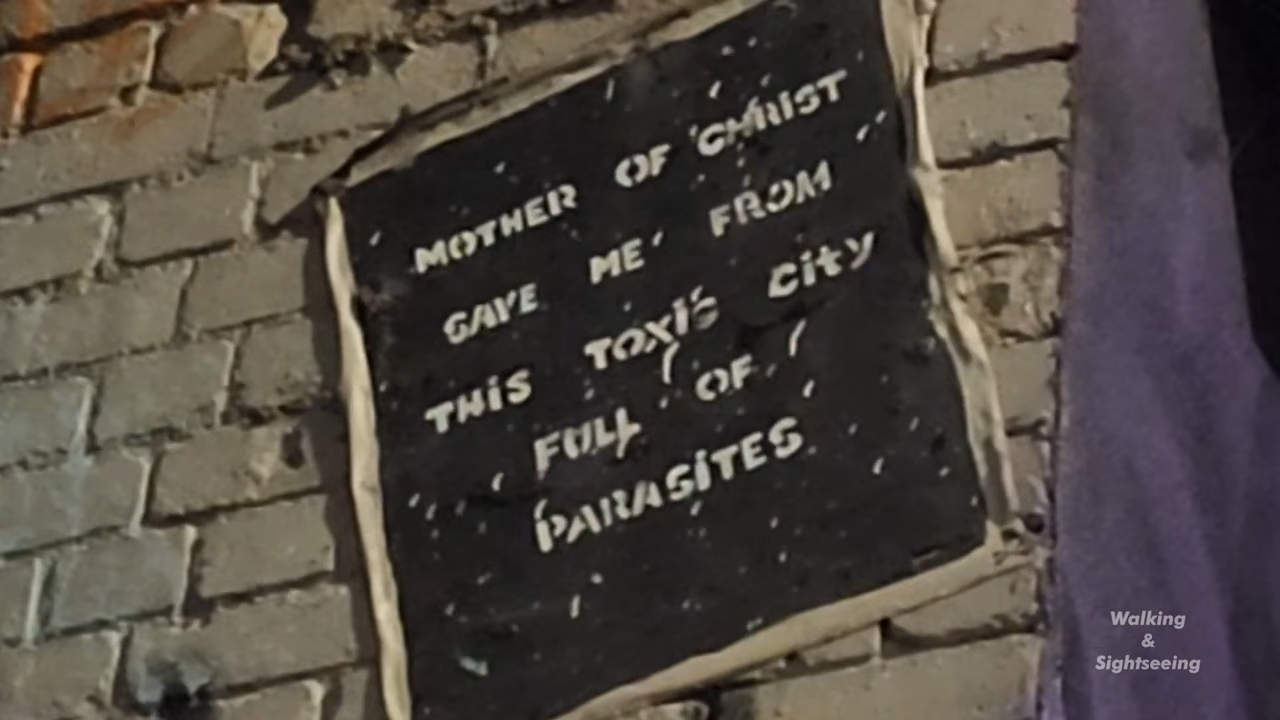 MOTHER OF CHRIST
SAVE ME FROM
THiS TOXiC City
FULL OF
PARASiTES
Walking
&
Sightseeing